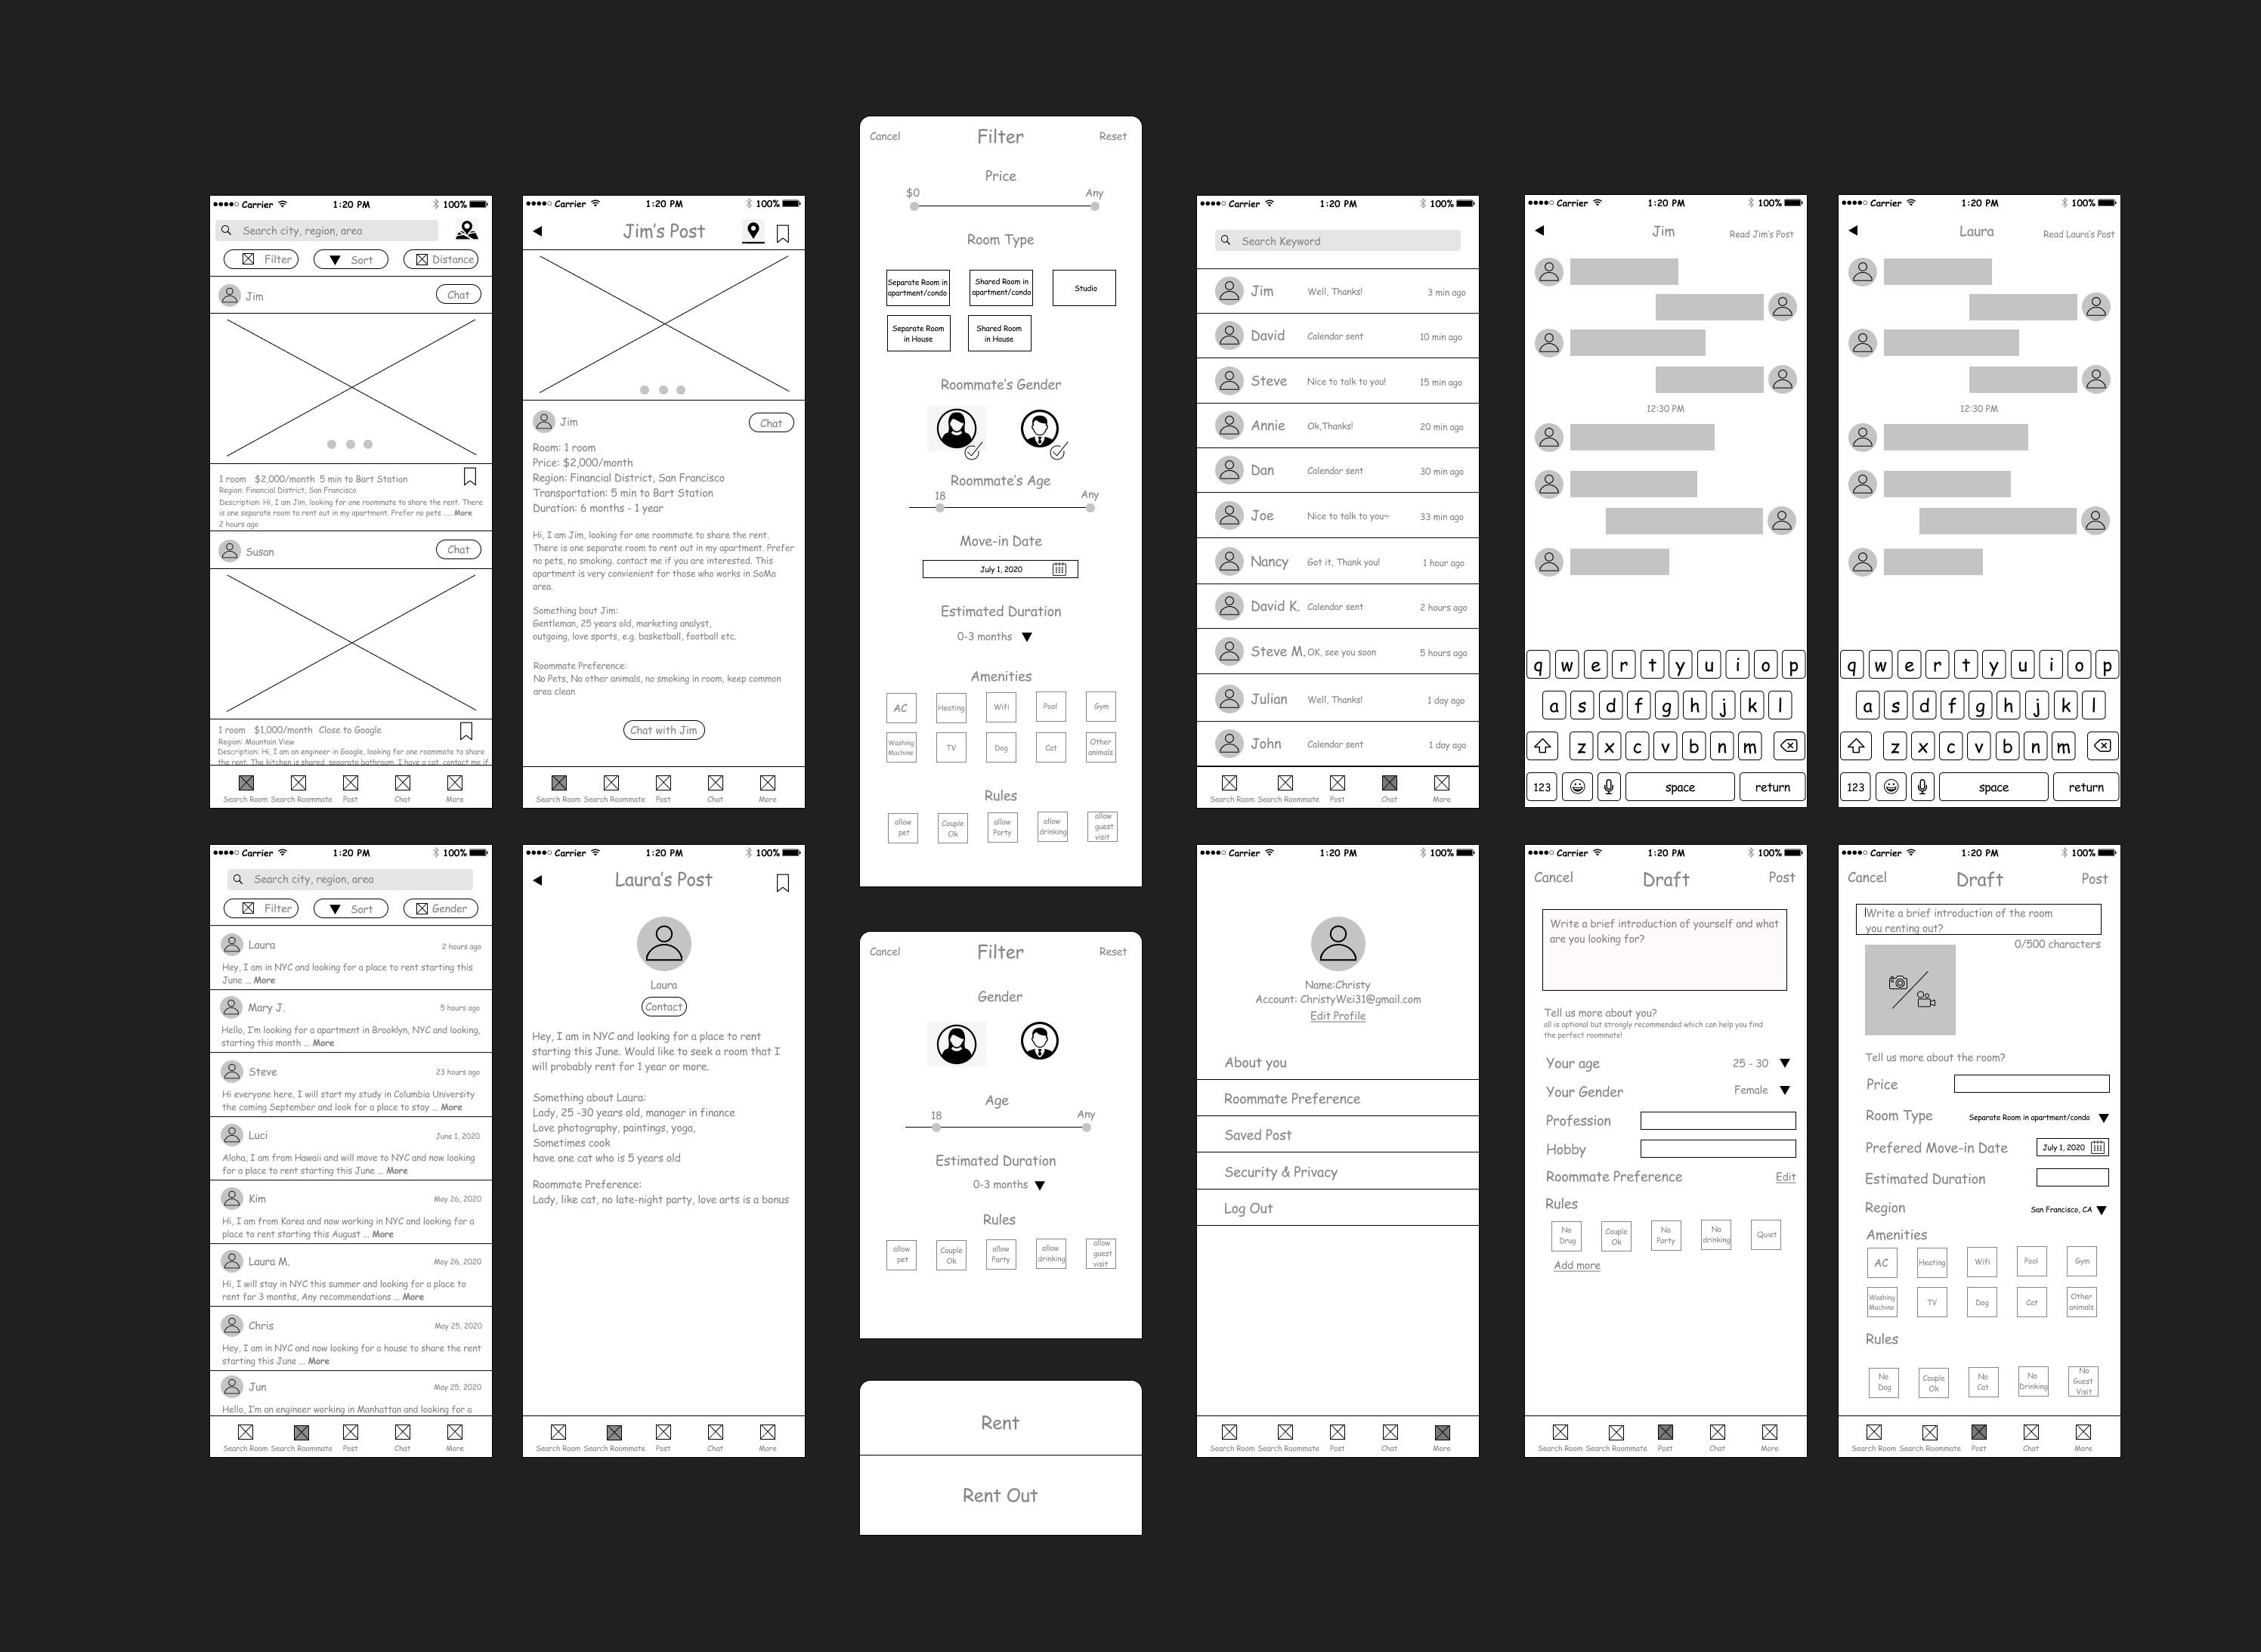 Carrier 1:20 PM 100%
Search city, region, area
Filter Sort Distance
Jim Chat
1 room $2,000/month 5 min to Bart Station
Region: Financial District, San Francisco
Description: Hi, I am Jim, looking for one roommate to share the rent. There
is one separate room to rent out in my apartment. Prefer no pets .... More
2 hours ago
Susan Chat
1 room $1,000/month Close to Google
Region: Mountain View
Description: Hi, I am an engineer in Google, looking for one roommate to share
the rent. The kitchen is shared, separate bathroom. I have a cat. contact me if
Search Room Search Roommate Post Chat More
Carrier 1:20 PM 100%
Jim's Post
Jim Chat
Room: 1 room
Price: $2,000/month
Region: Financial District, San Francisco
Transportation: 5 min to Bart Station
Duration: 6 months - 1 year
Hi, I am Jim, looking for one roommate to share the rent.
There is one separate room to rent out in my apartment. Prefer
no pets, no smoking. contact me if you are interested. This
apartment is very convienient for those who works in SoMa
area.
Something bout Jim:
Gentleman, 25 years old, marketing analyst,
outgoing, love sports, e.g. basketball, football etc.
Roommate Preference:
No Pets, No other animals, no smoking in room, keep common
area clean
Chat with Jim
Search Room Search Roommate Post Chat More
Cancel Filter Reset
Price
$0 Any
Room Type
Separate Room in
apartment/condo
Shared Room in
apartment/condo
Studio
Separate Room
in House
Shared Room
in House
Roommate's Gender
Roommate's Age
18 Any
Move-in Date
July 1, 2020
Estimated Duration
0-3 months
Amenities
AC Heating Wifi Pool Gym
Washing
Machine
TV Dog Cat
Other
animals
Rules
allow
pet
Couple
Ok
allow
Party
allow
drinking
allow
guest
visit
Carrier 1:20 PM 100%
Search Keyword
Jim Well, Thanks! 3 min ago
David Calendar sent 10 min ago
Steve Nice to talk to you! 15 min ago
Annie Ok,Thanks! 20 min ago
Dan Calendar sent 30 min ago
Joe Nice to talk to you~ 33 min ago
Nancy Got it, Thank you! 1 hour ago
David K. Calendar sent 2 hours ago
Steve M. OK, see you soon 5 hours ago
Julian Well, Thanks! 1 day ago
John Calendar sent 1 day ago
Search Room Search Roommate Post Chat More
Carrier 1:20 PM 100%
Jim Read Jim's Post
12:30 PM
q w e r t y u i o p
a s d f g h j k l
z x c v b n m
123 space return
Carrier 1:20 PM 100%
Laura Read Laura's Post
12:30 PM
q w e r t y u i o p
a s d f g h j k l
z x c v b n m
123 space return
Carrier 1:20 PM 100%
Search city, region, area
Filter Sort Gender
Laura 2 hours ago
Hey, I am in NYC and looking for a place to rent starting this
June ... More
Mary J. 5 hours ago
Hello, I'm looking for a apartment in Brooklyn, NYC and looking,
starting this month ... More
Steve 23 hours ago
Hi everyone here, I will start my study in Columbia University
the coming September and look for a place to stay ... More
Luci June 1, 2020
Aloha, I am from Hawaii and will move to NYC and now looking
for a place to rent starting this June ... More
Kim May 26, 2020
Hi, I am from Korea and now working in NYC and looking for a
place to rent starting this August ... More
Laura M. May 26, 2020
Hi, I will stay in NYC this summer and looking for a place to
rent for 3 months, Any recommendations ... More
Chris May 25, 2020
Hey, I am in NYC and now looking for a house to share the rent
starting this June ... More
Jun May 25, 2020
Hello, I'm an engineer working in Manhattan and looking for a
Search Room Search Roommate Post Chat More
Carrier 1:20 PM 100%
Laura's Post
Laura
Contact
Hey, I am in NYC and looking for a place to rent
starting this June. Would like to seek a room that I
will probably rent for 1 year or more.
Something about Laura:
Lady, 25 -30 years old, manager in finance
Love photography, paintings, yoga,
Sometimes cook
have one cat who is 5 years old
Roommate Preference:
Lady, like cat, no late-night party, love arts is a bonus
Search Room Search Roommate Post Chat More
Cancel Filter Reset
Gender
Age
18 Any
Estimated Duration
0-3 months
Rules
allow
pet
Couple
Ok
allow
Party
allow
drinking
allow
guest
visit
Rent
Rent Out
Carrier 1:20 PM 100%
Name:Christy
Account: ChristyWei31@gmail.com
Edit Profile
About you
Roommate Preference
Saved Post
Security & Privacy
Log Out
Search Room Search Roommate Post Chat More
Carrier 1:20 PM 100%
Cancel Draft Post
Write a brief introduction of yourself and what
are you looking for?
Tell us more about you?
all is optional but strongly recommended which can help you find
the perfect roommate!
Your age 25 - 30
Your Gender Female
Profession
Hobby
Roommate Preference Edit
Rules
No
Drug
Couple
Ok
No
Party
No
drinking
Quiet
Add more
Search Room Search Roommate Post Chat More
Carrier 1:20 PM 100%
Cancel Draft Post
Write a brief introduction of the room
you renting out?
0/500 characters
Tell us more about the room?
Price
Room Type Separate Room in apartment/condo
Prefered Move-in Date July 1, 2020
Estimated Duration
Region San Francisco, CA
Amenities
AC Heating Wifi Pool Gym
Washing
Machine
TV Dog Cat
Other
animals
Rules
No
Dog
Couple
Ok
No
Cat
No
Drinking
No
Guest
Visit
Search Room Search Roommate Post Chat More